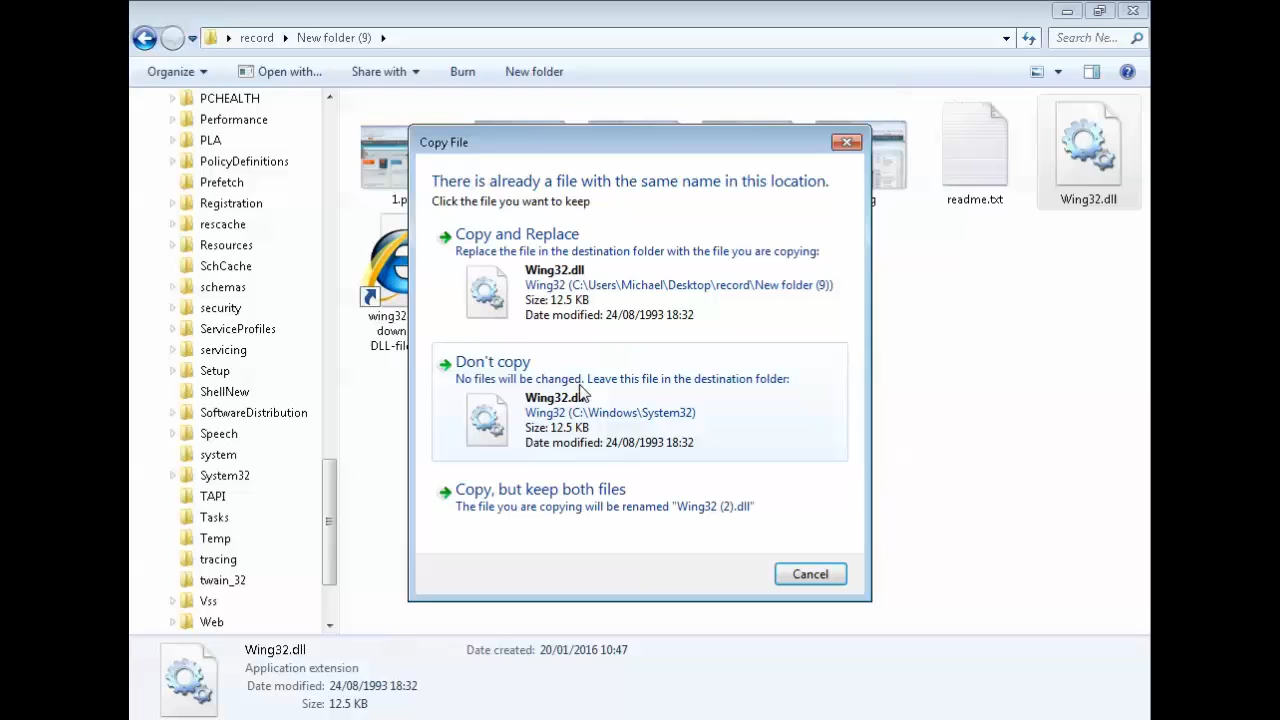 record
New folder (9)
Search Ne...
Organize
Open with...
Share with
Burn
New folder
PCHEALTH
Performance
PLA
PolicyDefinitions
Prefetch
Registration
rescache
Resources
SchCache
schemas
security
ServiceProfiles
servicing
Setup
ShellNew
SoftwareDistribution
Speech
system
System32
TAPI
Tasks
Temp
tracing
twain_32
Vss
Web
1.p
readme.txt
Wing32.dll
wing32
down
DLL-file
Copy File
There is already a file with the same name in this location.
Click the file you want to keep
Copy and Replace
Replace the file in the destination folder with the file you are copying:
Wing32.dll
Wing32 (C:\Users\Michael\Desktop\record\New folder (9))
Size: 12.5 KB
Date modified: 24/08/1993 18:32
Don't copy
No files will be changed. Leave this file in the destination folder:
Wing32.dll
Wing32 (C:\Windows\System32)
Size: 12.5 KB
Date modified: 24/08/1993 18:32
Copy, but keep both files
The file you are copying will be renamed "Wing32 (2).dll"
Cancel
Wing32.dll
Application extension
Date modified: 24/08/1993 18:32
Size: 12.5 KB
Date created: 20/01/2016 10:47